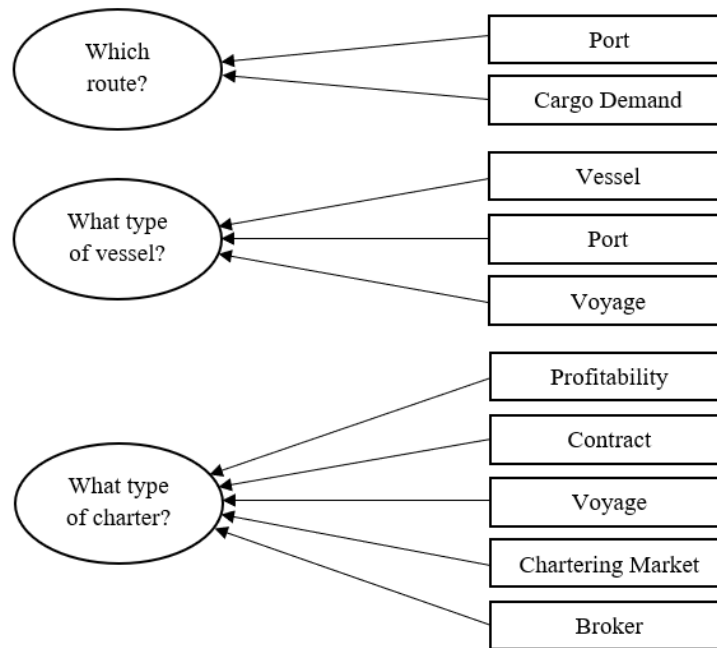 Which
route?
Port
Cargo Demand
What type
of vessel?
Vessel
Port
Voyage
What type
of charter?
Profitability
Contract
Voyage
Chartering Market
Broker